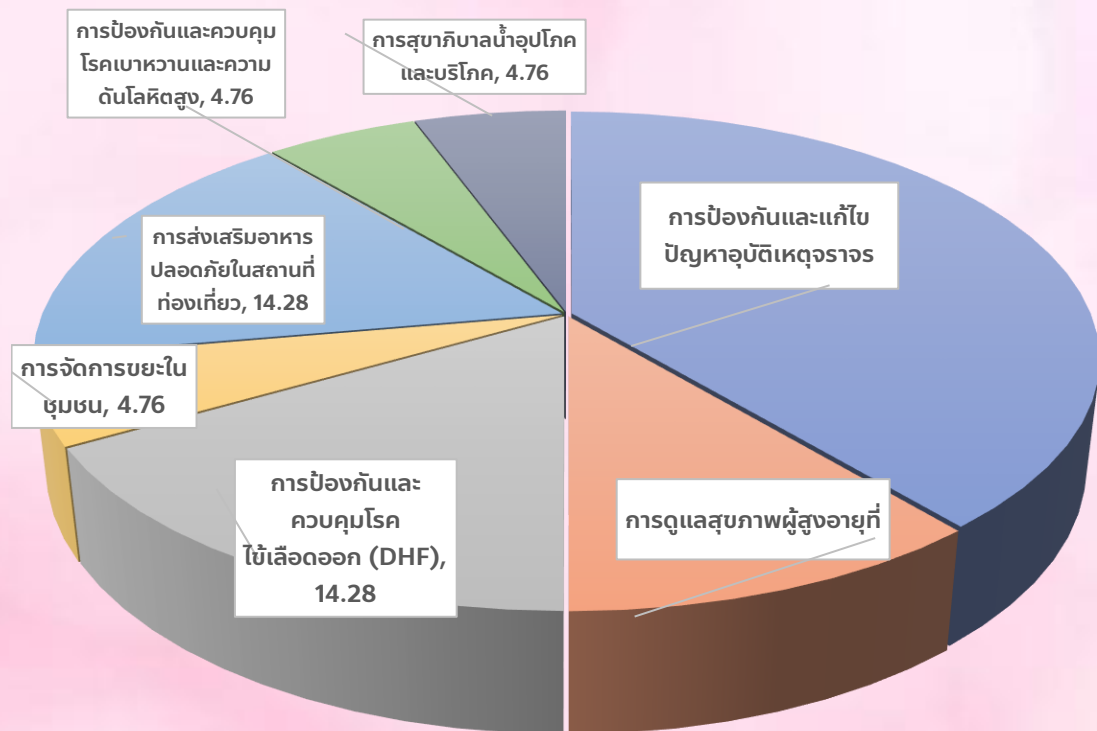 การป้องกันและควบคุม
โรคเบาหวานและความ
ดันโลหิตสูง, 4.76
การสุขาภิบาลน้ำอุปโภค
และบริโภค, 4.76
การป้องกันและแก้ไข
ปัญหาอุบัติเหตุจราจร
การส่งเสริมอาหาร
ปลอดภัยในสถานที่
ท่องเที่ยว, 14.28
การจัดการขยะใน
ชุมชน, 4.76
การป้องกันและ
ควบคุมโรค
ไข้เลือดออก (DHF),
14.28
การดูแลสุขภาพผู้สูงอายุที่